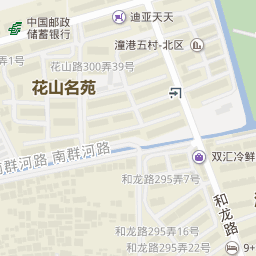 中国邮政
储蓄银行
迪亚天天
潼港五村-北区
弄1号
花山路300弄39号
花山名苑
南群河路
南群河路
双汇冷鲜
和龙路295弄7号
和龙路
和龙路295弄16号
和龙路295弄22号
9+